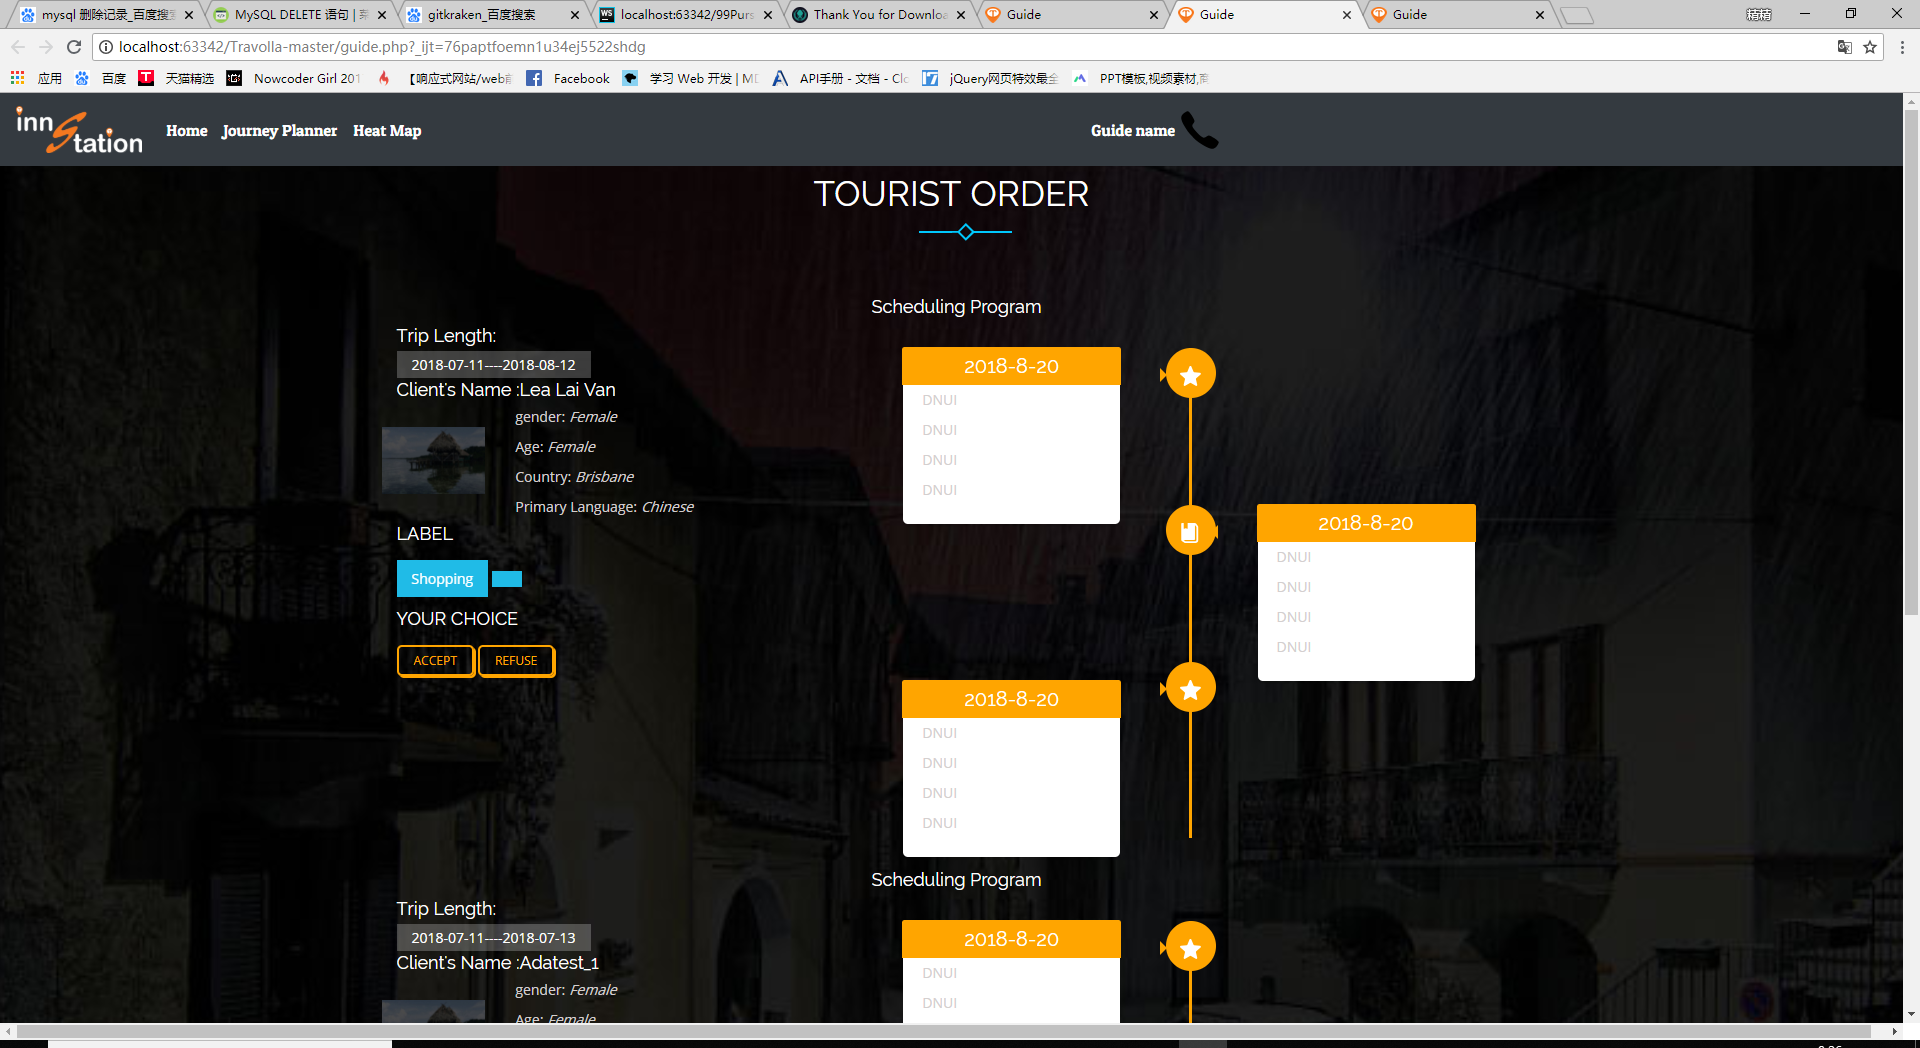 mysql 删除记录_百度搜索
MySQL DELETE 语句 | 菜
gitkraken_百度搜索
localhost:63342/99Purs
Thank You for Downloa
Guide
Guide
Guide
精精
localhost:63342/Travolla-master/guide.php?_ijt=76paptfoemn1u34ej5522shdg
应用
百度
天猫精选
Nowcoder Girl 201
【响应式网站/web前
Facebook
学习 Web 开发 | MD
API手册 - 文档 - Clo
jQuery网页特效最全
PPT模板,视频素材,商
inn Station
Home
Journey Planner
Heat Map
Guide name
TOURIST ORDER
Scheduling Program
Trip Length:
2018-07-11----2018-08-12
Client's Name :Lea Lai Van
gender: Female
Age: Female
Country: Brisbane
Primary Language: Chinese
LABEL
Shopping
YOUR CHOICE
ACCEPT
REFUSE
2018-8-20
DNUI
DNUI
DNUI
DNUI
2018-8-20
DNUI
DNUI
DNUI
DNUI
2018-8-20
DNUI
DNUI
DNUI
DNUI
Scheduling Program
Trip Length:
2018-07-11----2018-07-13
Client's Name :Adatest_1
gender: Female
Age: Female
2018-8-20
DNUI
DNUI